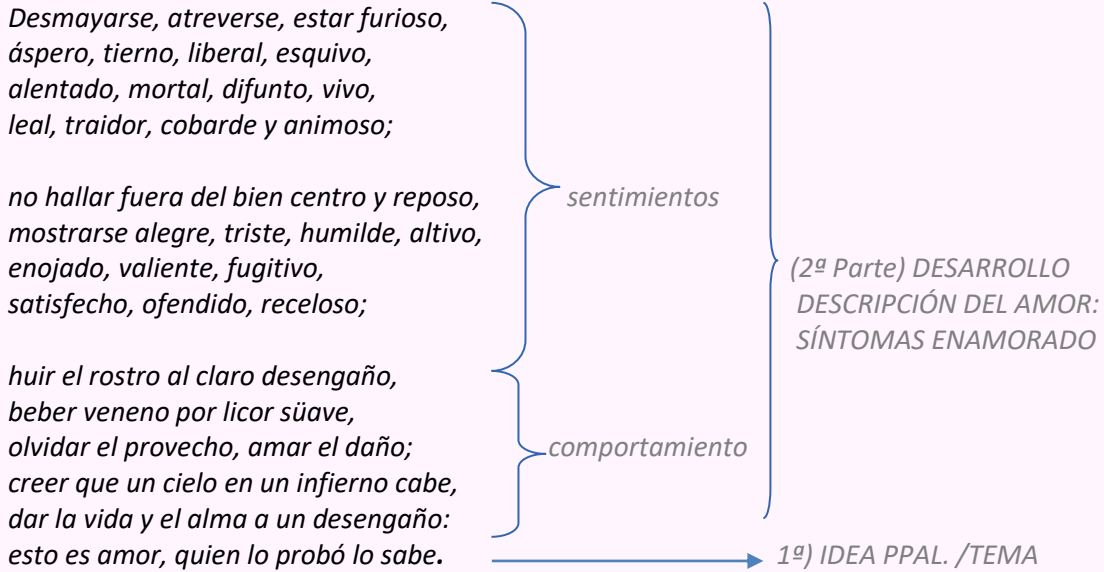 Desmayarse, atreverse, estar furioso,
áspero, tierno, liberal, esquivo,
alentado, mortal, difunto, vivo,
leal, traidor, cobarde y animoso;
no hallar fuera del bien centro y reposo,
mostrarse alegre, triste, humilde, altivo,
enojado, valiente, fugitivo,
satisfecho, ofendido, receloso;
huir el rostro al claro desengaño,
beber veneno por licor süave,
olvidar el provecho, amar el daño;
creer que un cielo en un infierno cabe,
dar la vida y el alma a un desengaño:
esto es amor, quien lo probó lo sabe.
sentimientos
comportamiento
(2ª Parte) DESARROLLO
DESCRIPCIÓN DEL AMOR:
SÍNTOMAS ENAMORADO
1ª) IDEA PPAL. /TEMA